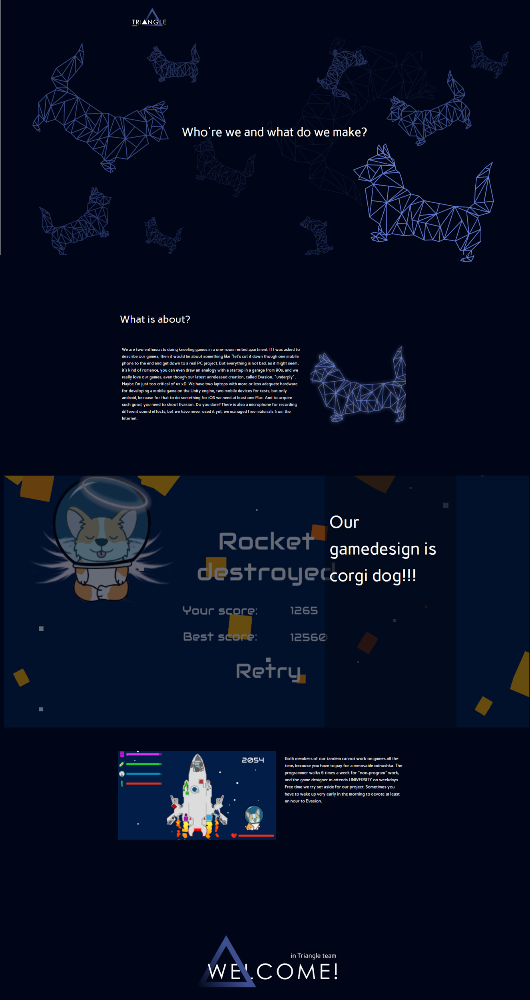 TRIANGLE
Studio
Who're we and what do we make?
What is about?
We are two enthusiasts doing kneeling games in a one-room rented apartment. If I was asked to
describe our games, then it would be about something like "let's cut it down though one mobile
phone to the end and get down to a real PC project. But everything is not bad, as it might seem,
it's kind of romance, you can even draw an analogy with a startup in a garage from 90s, and we
really love our games, even though our latest unreleased creation, called Evasion, "underply".
Maybe I'm just too critical of us xD. We have two laptops with more or less adequate hardware
for developing a mobile game on the Unity engine, two mobile devices for tests, but only
android, because for that to do something for iOS we need at least one Mac. And to acquire
such good, you need to shoot Evasion. Do you dare? There is also a microphone for recording
different sound effects, but we have never used it yet, we managed free materials from the
Internet.
Rocket
destroyed
Your score: 1265
Best score: 12560
Retry
Our
gamedesign is
corgi dog!!!
2054
Both members of our tandem cannot work on games all the
time, because you have to pay for a removable odnushka. The
programmer walks 6 times a week for "non-program" work,
and the game designer in attends UNIVERSITY on weekdays.
Free time we try set aside for our project. Sometimes you
have to wake up very early in the morning to devote at least
an hour to Evasion.
in Triangle team
WELCOME!